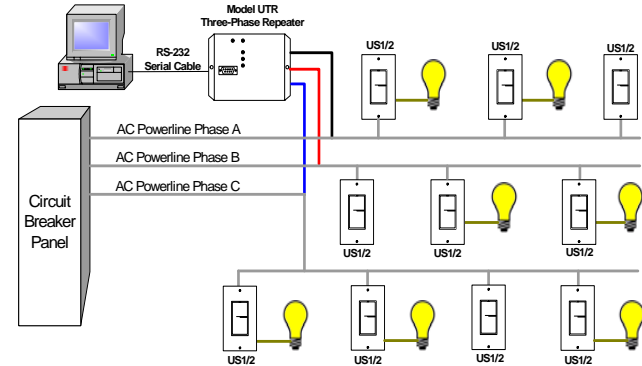 Model UTR
Three-Phase Repeater
RS-232
Serial Cable
US1/2
US1/2
US1/2
AC Powerline Phase A
AC Powerline Phase B
AC Powerline Phase C
Circuit
Breaker
Panel
US1/2
US1/2
US1/2
US1/2
US1/2
US1/2
US1/2